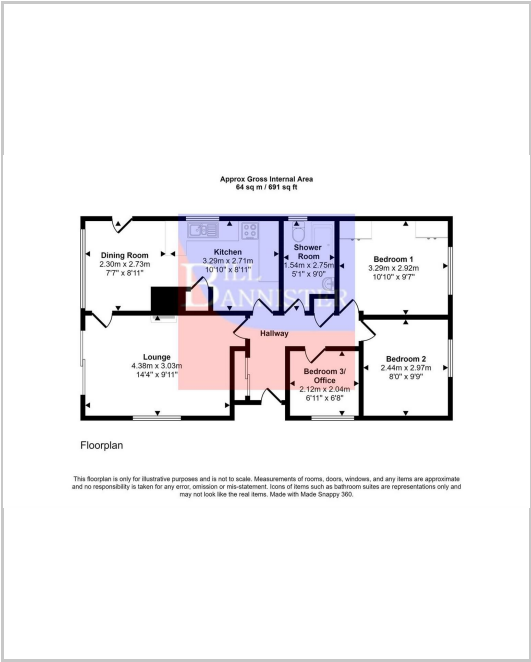 Approx Gross Internal Area
64 sq m / 691 sq ft
Dining Room
2.30m x 2.73m
7'7" x 8'11"
Kitchen
3.29m x 2.71m
10'10" x 8'11"
Shower
Room
1.54m x 2.75m
5'1" x 9'0"
Bedroom 1
3.29m x 2.92m
10'10" x 9'7"
BILL
BANNISTER
Hallway
Lounge
4.38m x 3.03m
14'4" x 9'11"
Bedroom 3/
Office
2.12m x 2.04m
6'11" x 6'8"
Bedroom 2
2.44m x 2.97m
8'0" x 9'9"
Floorplan
This floorplan is only for illustrative purposes and is not to scale. Measurements of rooms, doors, windows, and any items are approximate
and no responsibility is taken for any error, omission or mis-statement. Icons of items such as bathroom suites are representations only and
may not look like the real items. Made with Made Snappy 360.